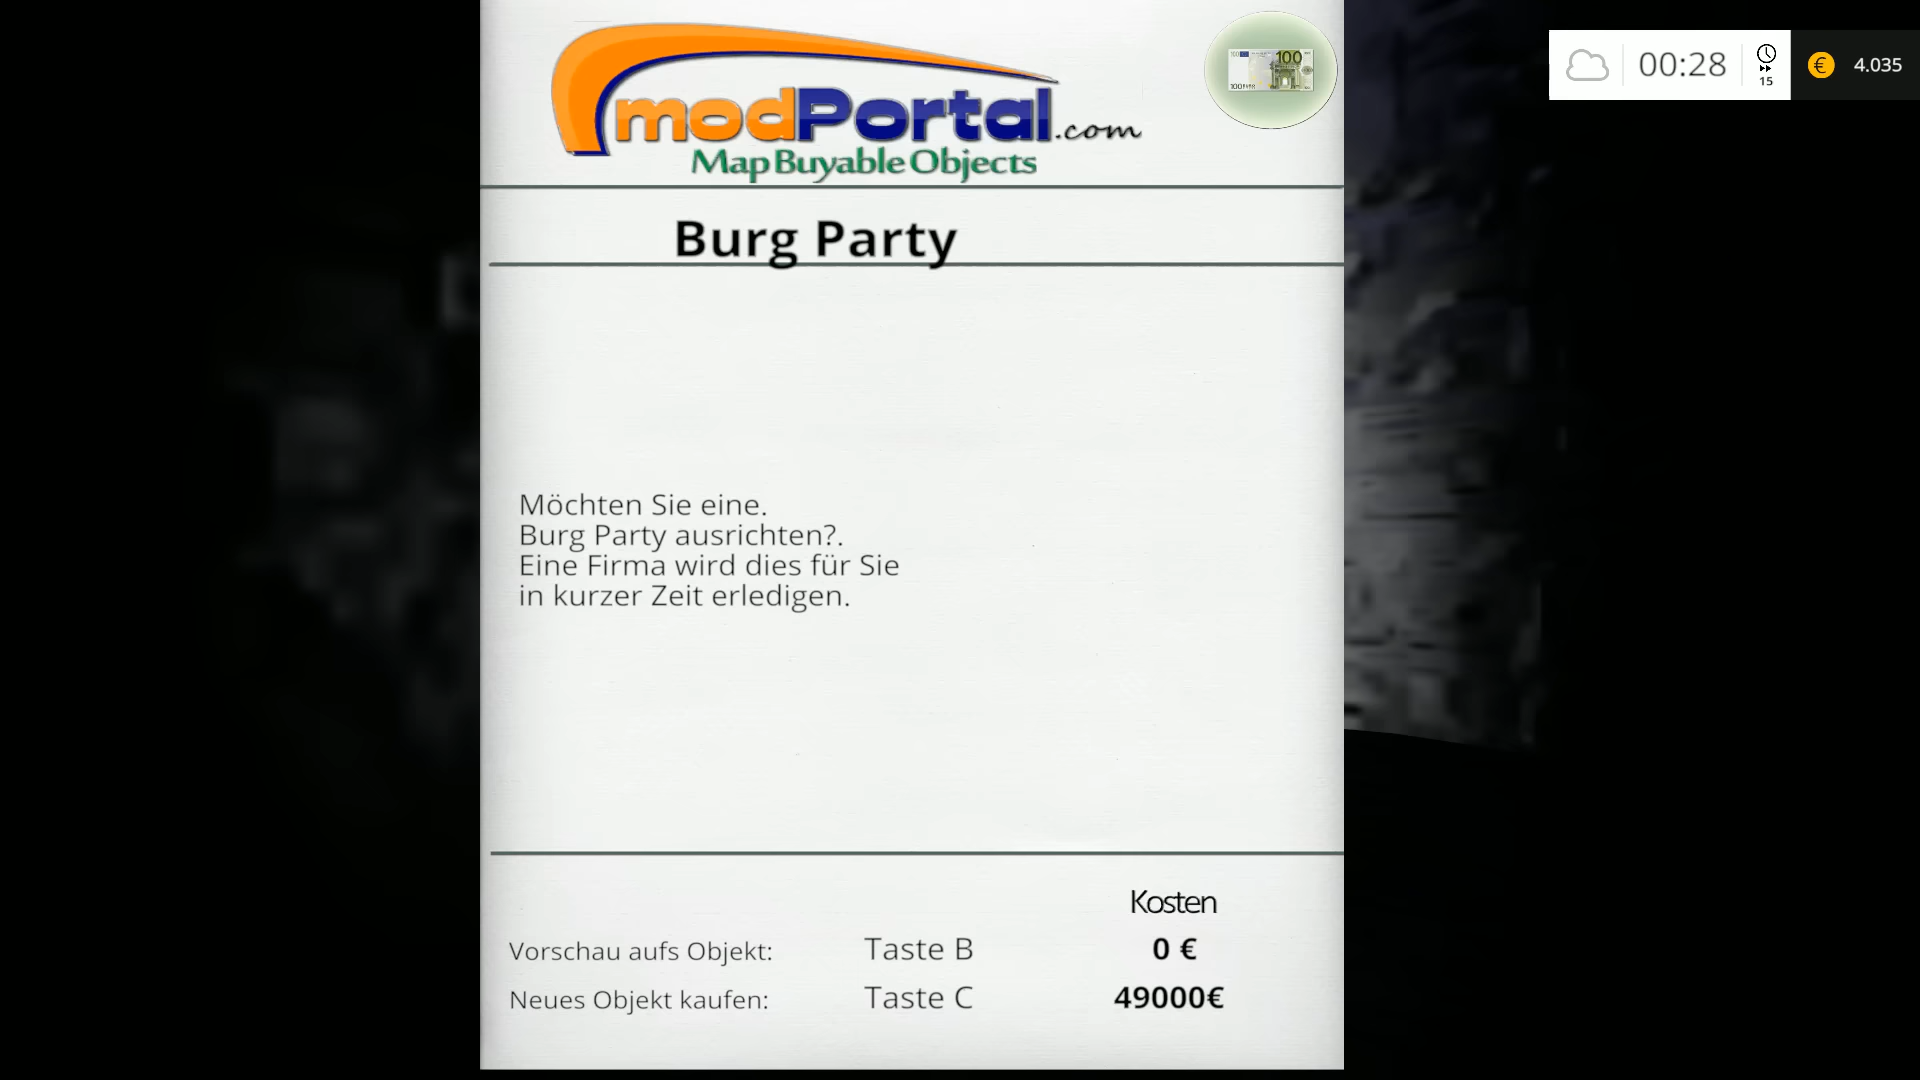 modPortal.com
Map Buyable Objects
100
00:28
15
€ 4.035
Burg Party
Möchten Sie eine.
Burg Party ausrichten?.
Eine Firma wird dies für Sie
in kurzer Zeit erledigen.
Kosten
Vorschau aufs Objekt: Taste B 0 €
Neues Objekt kaufen: Taste C 49000€